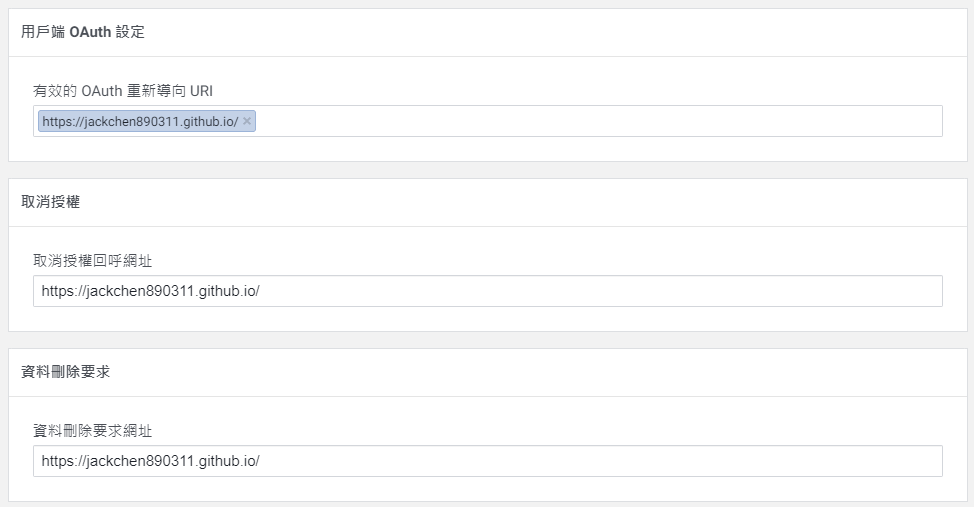 用戶端 OAuth 設定
有效的 OAuth 重新導向 URI
https://jackchen890311.github.io/ ×
取消授權
取消授權回呼網址
https://jackchen890311.github.io/
資料刪除要求
資料刪除要求網址
https://jackchen890311.github.io/